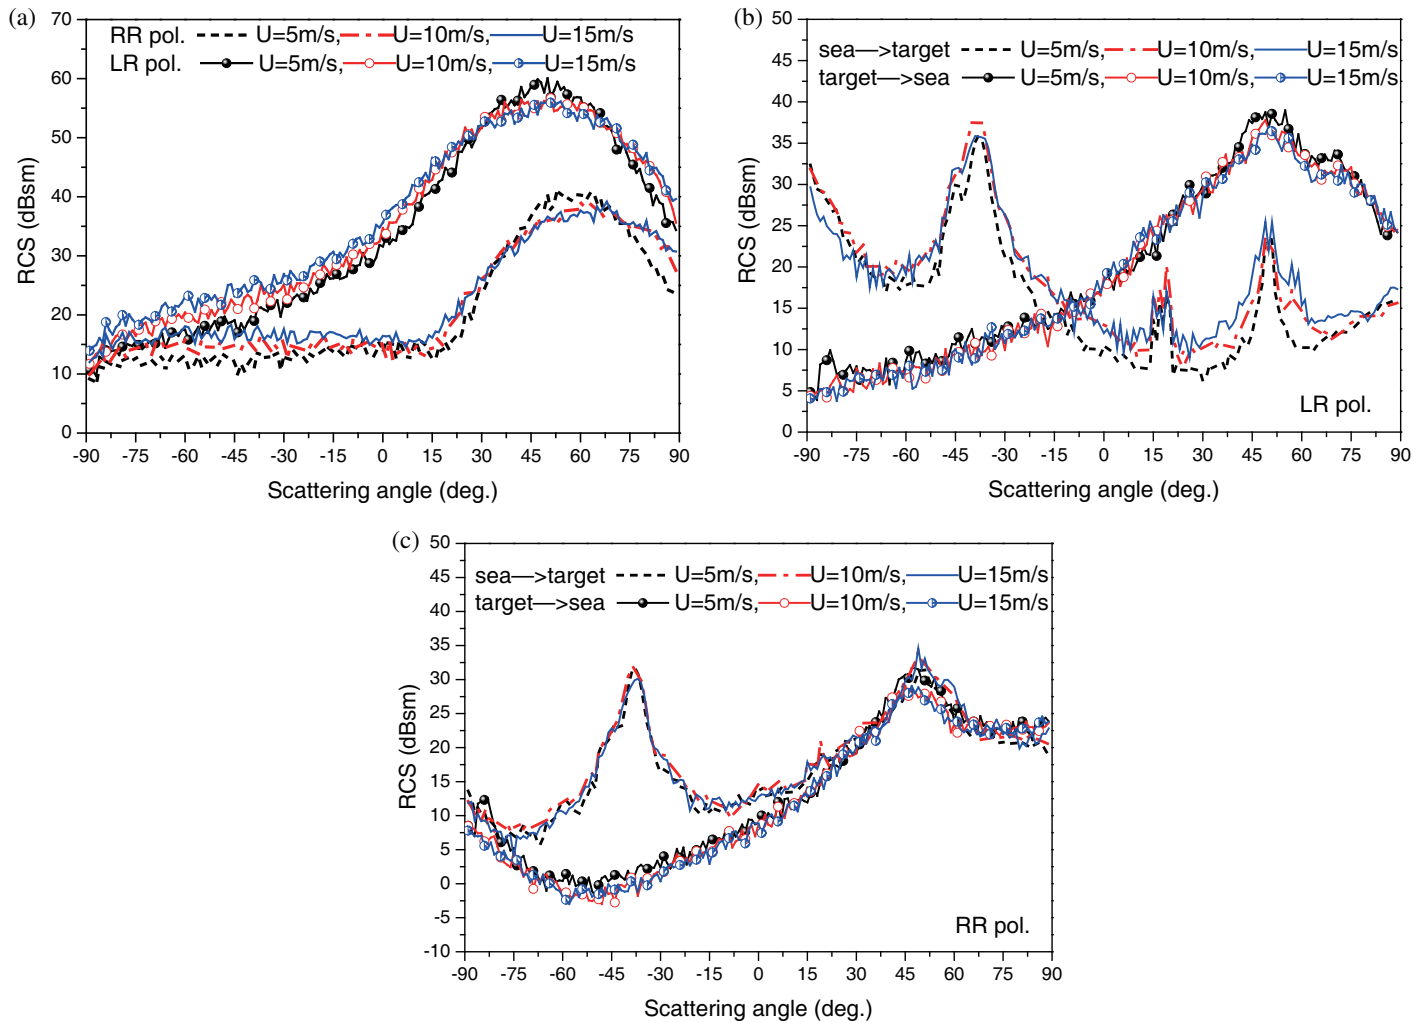 (a)
70
60
50
40
30
20
10
0
RCS (dBsm)
RR pol. U=5m/s, U=10m/s, U=15m/s
LR pol. U=5m/s, U=10m/s, U=15m/s
-90 -75 -60 -45 -30 -15 0 15 30 45 60 75 90
Scattering angle (deg.)
(b)
50
45
40
35
30
25
20
15
10
5
0
RCS (dBsm)
sea—>target U=5m/s, U=10m/s, U=15m/s
target—>sea U=5m/s, U=10m/s, U=15m/s
LR pol.
-90 -75 -60 -45 -30 -15 0 15 30 45 60 75 90
Scattering angle (deg.)
(c)
50
45
40
35
30
25
20
15
10
5
0
-5
-10
RCS (dBsm)
sea—>target U=5m/s, U=10m/s, U=15m/s
target—>sea U=5m/s, U=10m/s, U=15m/s
RR pol.
-90 -75 -60 -45 -30 -15 0 15 30 45 60 75 90
Scattering angle (deg.)